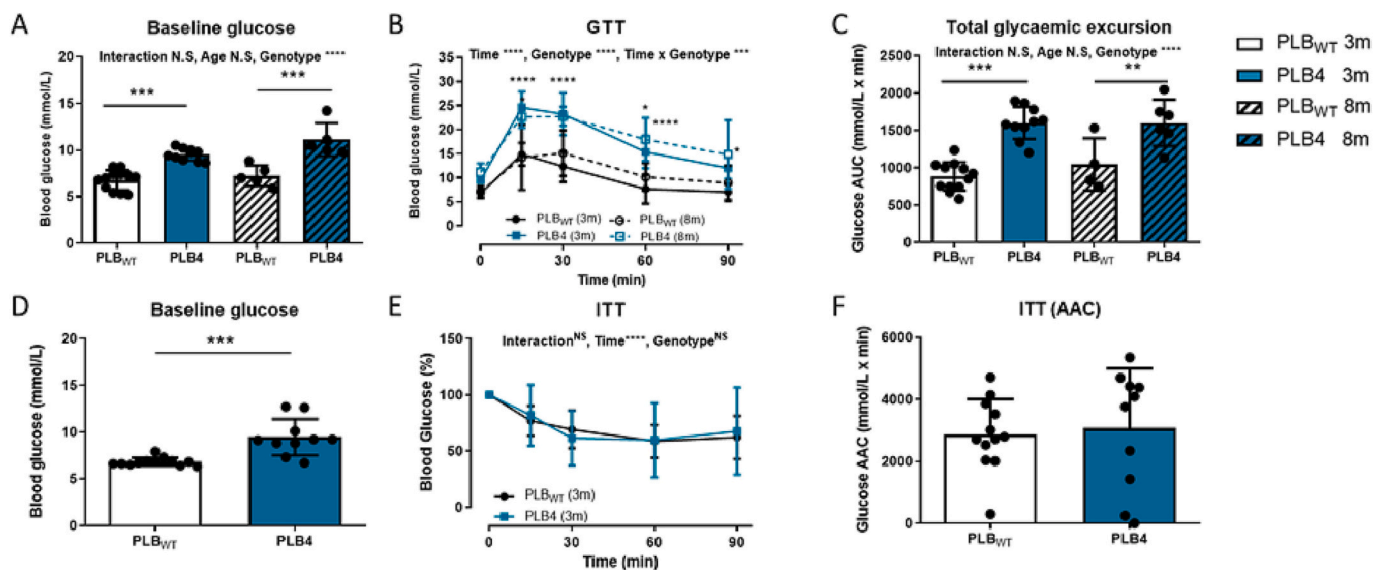 A
Baseline glucose
Interaction N.S, Age N.S, Genotype ****
***
***
Blood glucose (mmol/L)
20
15
10
5
0
PLBWT
PLB4
PLBWT
PLB4
B
GTT
Time ****, Genotype ****, Time x Genotype ***
****
****
*
****
*
Blood glucose (mmol/L)
35
30
25
20
15
10
5
0
PLBWT (3m)
PLBWT (8m)
PLB4 (3m)
PLB4 (8m)
0
30
60
90
Time (min)
C
Total glycaemic excursion
Interaction N.S, Age N.S, Genotype ****
***
**
Glucose AUC (mmol/L x min)
2500
2000
1500
1000
500
0
PLBWT
PLB4
PLBWT
PLB4
PLBWT 3m
PLB4 3m
PLBWT 8m
PLB4 8m
D
Baseline glucose
***
Blood glucose (mmol/L)
20
15
10
5
0
PLBWT
PLB4
E
ITT
InteractionNS, Time****, GenotypeNS
Blood Glucose (%)
150
100
50
0
PLBWT (3m)
PLB4 (3m)
0
30
60
90
Time (min)
F
ITT (AAC)
Glucose AAC (mmol/L x min)
6000
4000
2000
0
PLBWT
PLB4